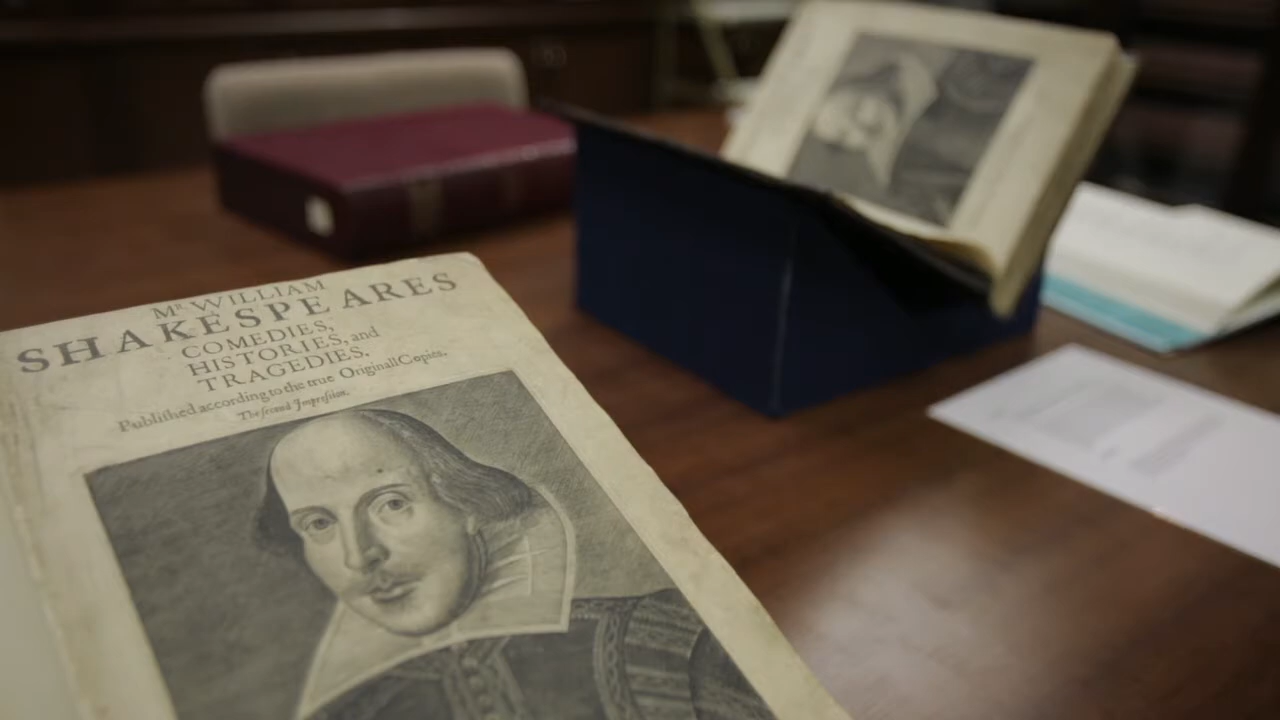 Mr. WILLIAM
SHAKESPEARES
COMEDIES,
HISTORIES, and
TRAGEDIES.
Publiſhed according to the true Originall Copies.
The ſecond Impreſſion.